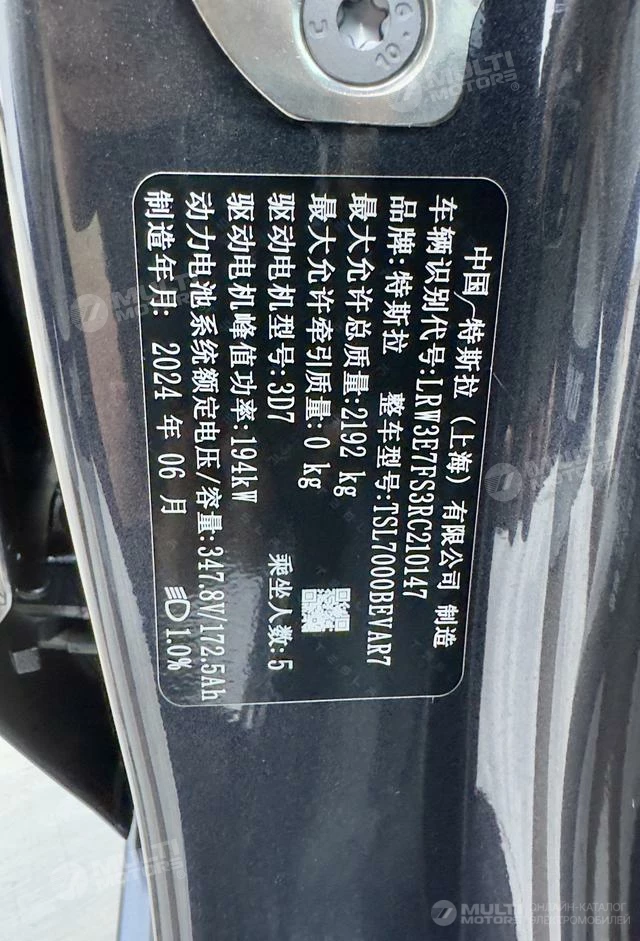 中国 特斯拉 (上海) 有限公司 制造
车辆识别代号:LRW3E7FS3RC210147
品牌:特斯拉 整车型号:TSL7000BEVAR7
最大允许总质量:2192 kg
最大允许牵引质量:0 kg
驱动电机型号:3D7 乘坐人数:5
驱动电机峰值功率:194kW
动力电池系统额定电压/容量:347.8V/172.5Ah
制造年月: 2024 年 06 月 1.0%
MULTI MOTORS
ОНЛАЙН-КАТАЛОГ ЭЛЕКТРОМОБИЛЕЙ